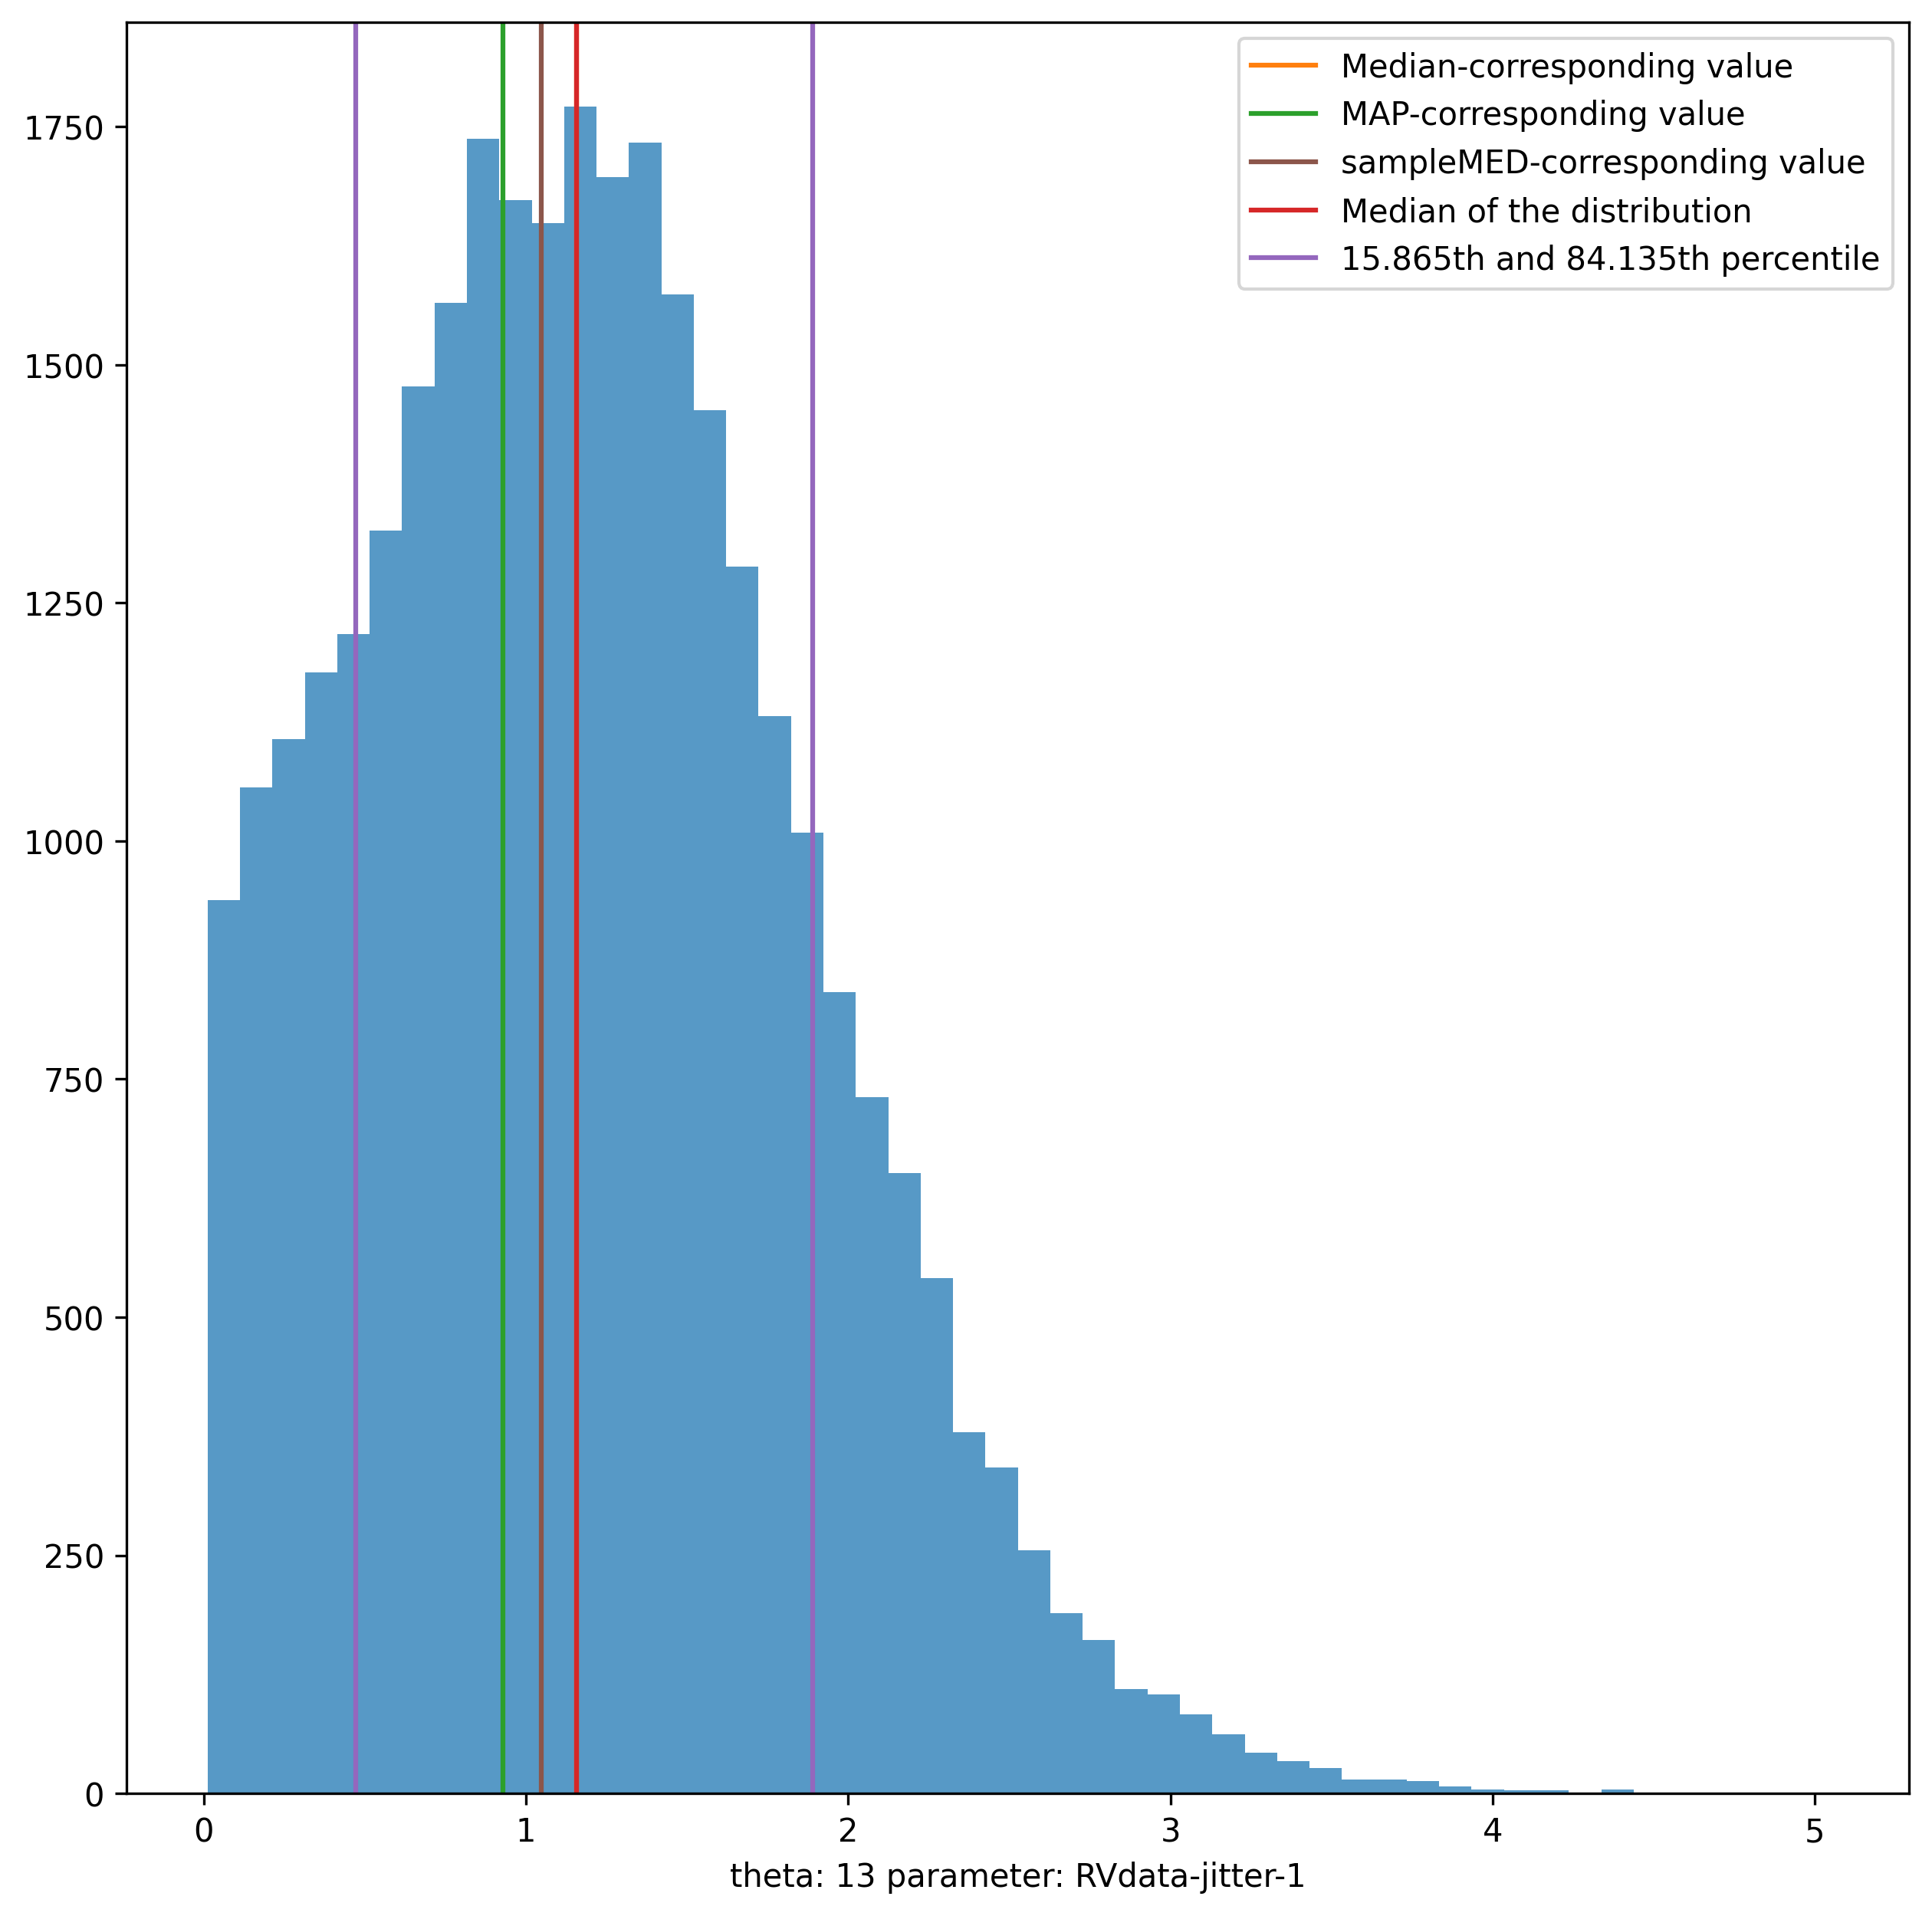 Median-corresponding value
MAP-corresponding value
sampleMED-corresponding value
Median of the distribution
15.865th and 84.135th percentile
1750
1500
1250
1000
750
500
250
0
0 1 2 3 4 5
theta: 13 parameter: RVdata-jitter-1